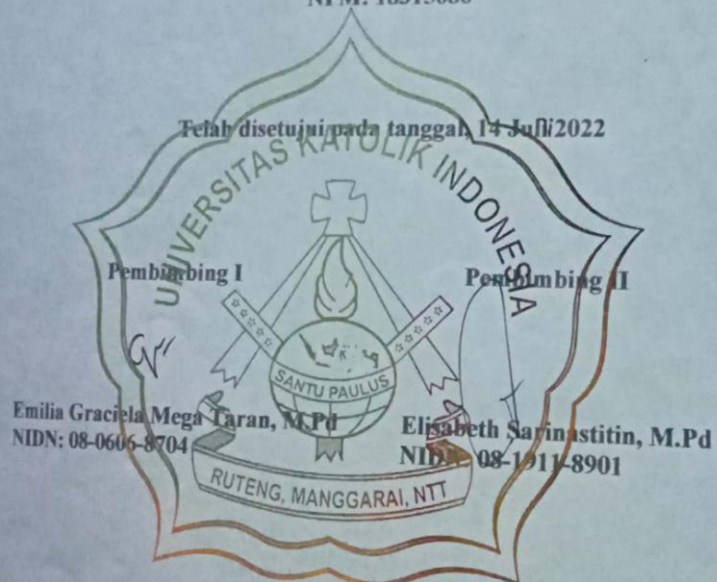 Telah disetujui pada tanggal, 14 Juni 2022
UNIVERSITAS KATOLIK INDONESIA
Pembimbing I
Pembimbing II
SANTU PAULUS
Emilia Graciela Mega Taran, M.Pd
NIDN: 08-0606-8704
Elisabeth Sarinastitin, M.Pd
NIDN: 08-1911-8901
RUTENG, MANGGARAI, NTT